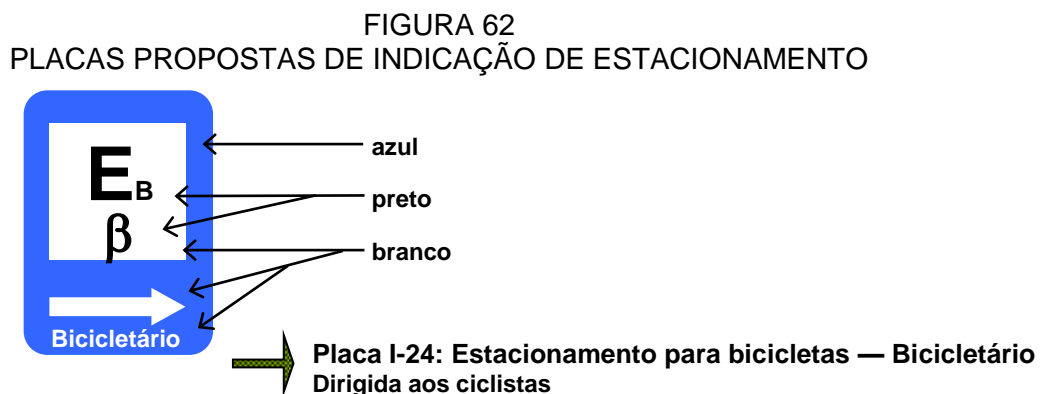 FIGURA 62
PLACAS PROPOSTAS DE INDICAÇÃO DE ESTACIONAMENTO
E B
β
Bicicletário
azul
preto
branco
Placa I-24: Estacionamento para bicicletas — Bicicletário
Dirigida aos ciclistas